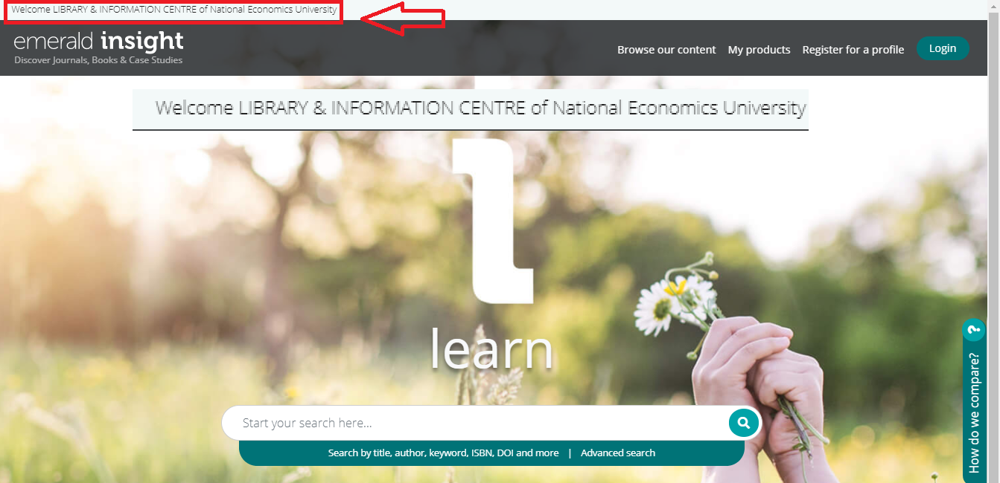 Welcome LIBRARY & INFORMATION CENTRE of National Economics University
emerald insight
Discover Journals, Books & Case Studies
Browse our content My products Register for a profile Login
Welcome LIBRARY & INFORMATION CENTRE of National Economics University
l
learn
Start your search here...
Search by title, author, keyword, ISBN, DOI and more | Advanced search
How do we compare? ?